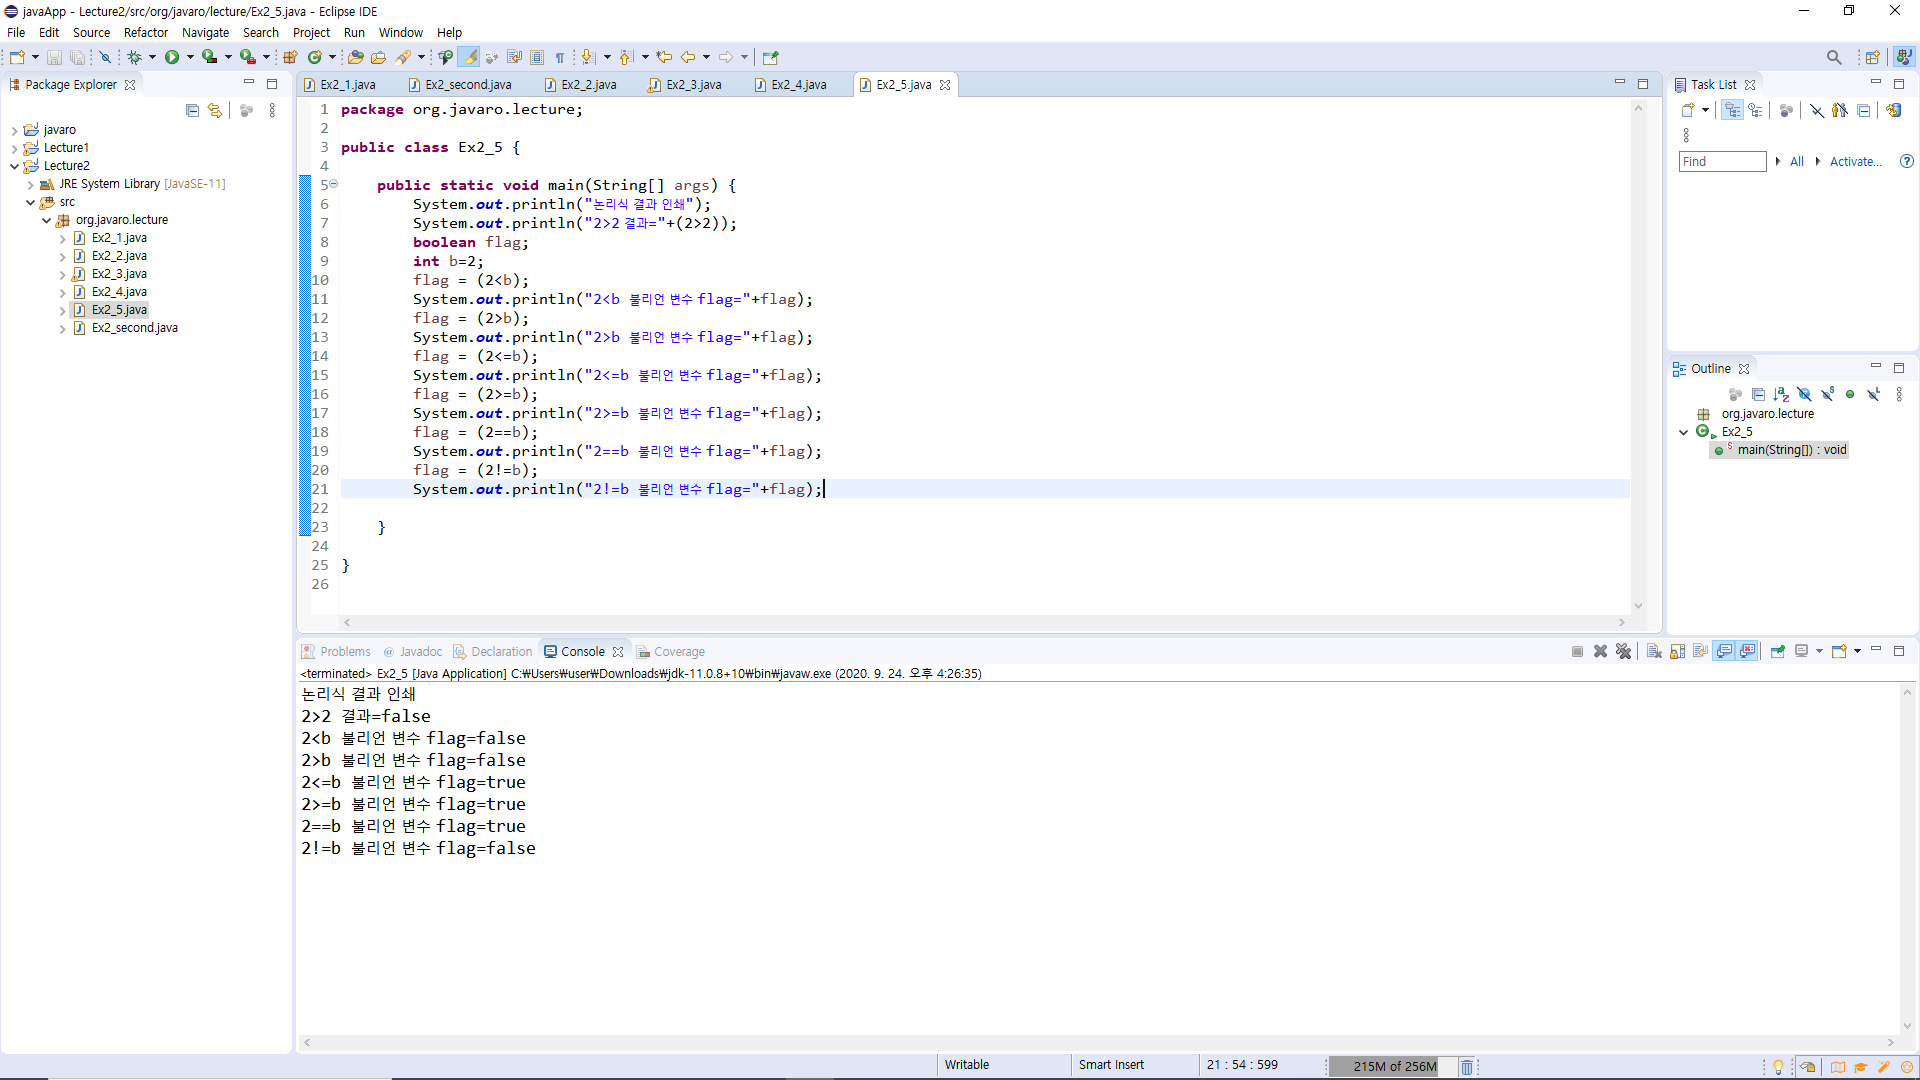 javaApp - Lecture2/src/org/javaro/lecture/Ex2_5.java - Eclipse IDE
File Edit Source Refactor Navigate Search Project Run Window Help
Package Explorer
javaro
Lecture1
Lecture2
JRE System Library [JavaSE-11]
src
org.javaro.lecture
Ex2_1.java
Ex2_2.java
Ex2_3.java
Ex2_4.java
Ex2_5.java
Ex2_second.java
Ex2_1.java Ex2_second.java Ex2_2.java Ex2_3.java Ex2_4.java Ex2_5.java
1 package org.javaro.lecture;
2
3 public class Ex2_5 {
4
5 public static void main(String[] args) {
6 System.out.println("논리식 결과 인쇄");
7 System.out.println("2>2 결과="+(2>2));
8 boolean flag;
9 int b=2;
10 flag = (2<b);
11 System.out.println("2<b 불리언 변수 flag="+flag);
12 flag = (2>b);
13 System.out.println("2>b 불리언 변수 flag="+flag);
14 flag = (2<=b);
15 System.out.println("2<=b 불리언 변수 flag="+flag);
16 flag = (2>=b);
17 System.out.println("2>=b 불리언 변수 flag="+flag);
18 flag = (2==b);
19 System.out.println("2==b 불리언 변수 flag="+flag);
20 flag = (2!=b);
21 System.out.println("2!=b 불리언 변수 flag="+flag);
22
23 }
24
25 }
26
Task List
Find All Activate...
Outline
org.javaro.lecture
Ex2_5
main(String[]) : void
Problems Javadoc Declaration Console Coverage
<terminated> Ex2_5 [Java Application] C:₩Users₩user₩Downloads₩jdk-11.0.8+10₩bin₩javaw.exe (2020. 9. 24. 오후 4:26:35)
논리식 결과 인쇄
2>2 결과=false
2<b 불리언 변수 flag=false
2>b 불리언 변수 flag=false
2<=b 불리언 변수 flag=true
2>=b 불리언 변수 flag=true
2==b 불리언 변수 flag=true
2!=b 불리언 변수 flag=false
Writable Smart Insert 21 : 54 : 599 215M of 256M